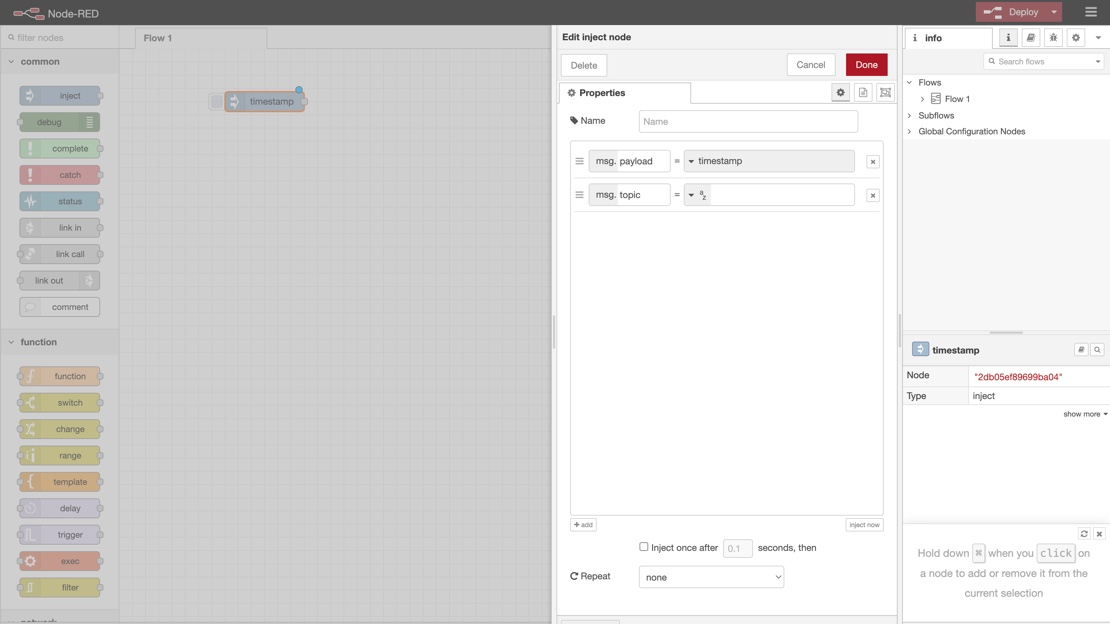 Node-RED
Deploy
filter nodes
Flow 1
common
inject
debug
complete
catch
status
link in
link call
link out
comment
function
function
switch
change
range
template
delay
trigger
exec
filter
network
timestamp
Edit inject node
Delete
Cancel
Done
Properties
Name
Name
msg. payload = timestamp
msg. topic = a z
add
inject now
Inject once after 0.1 seconds, then
Repeat none
info
Search flows
Flows
Flow 1
Subflows
Global Configuration Nodes
timestamp
Node "2db05ef89699ba04"
Type inject
show more
Hold down ⌘ when you click on
a node to add or remove it from the
current selection